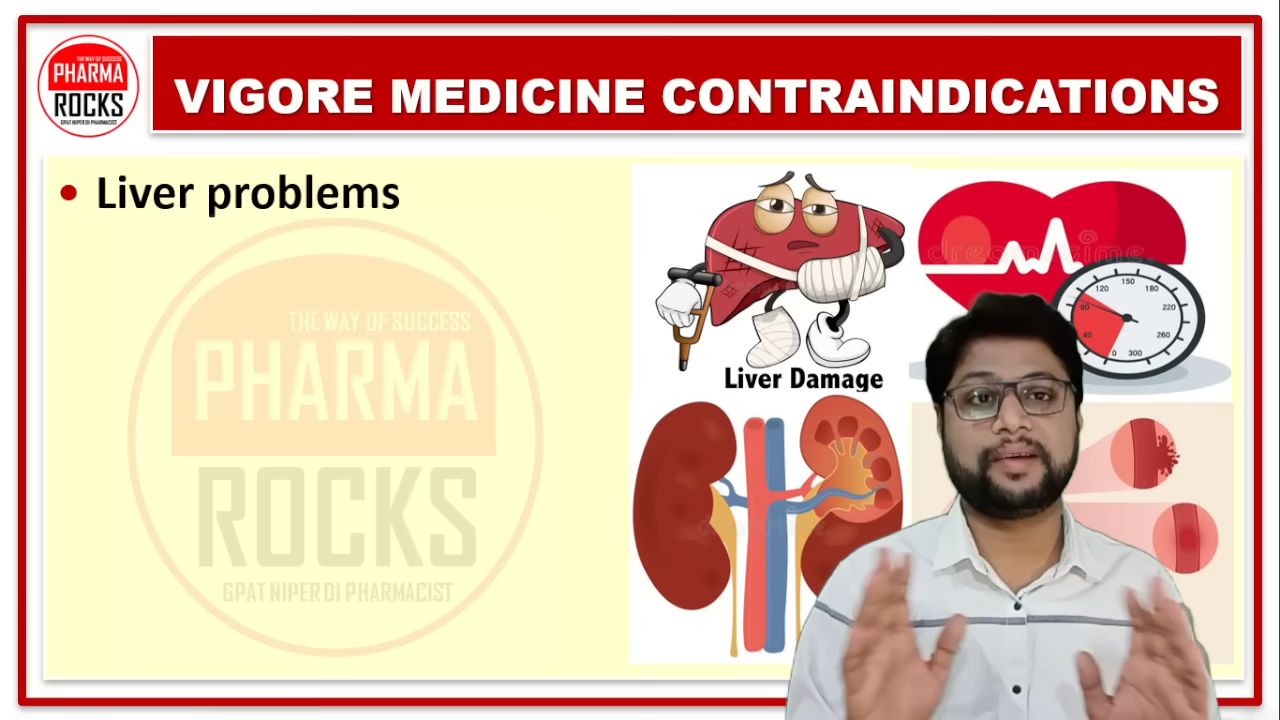 THE WAY OF SUCCESS
PHARMA
ROCKS
GPAT NIPER DI PHARMACIST
VIGORE MEDICINE CONTRAINDICATIONS
• Liver problems
THE WAY OF SUCCESS
PHARMA
ROCKS
GPAT NIPER DI PHARMACIST
Liver Damage
dreamstime
0
40
80
120
150
180
220
260
300